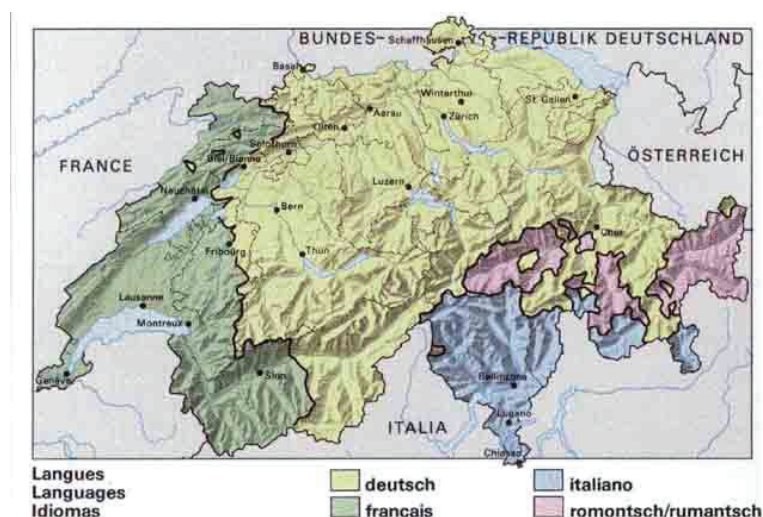 BUNDES-REPUBLIK DEUTSCHLAND
Schaffhausen
Basel
Winterthur
St. Gallen
Aarau
Zürich
Olten
Solothurn
FRANCE
Biel/Bienne
ÖSTERREICH
Luzern
Neuchâtel
Bern
Chur
Fribourg
Thun
Lausanne
Montreux
Genève
Sion
Bellinzona
Lugano
ITALIA
Chiasso
Langues
Languages
Idiomas
deutsch
français
italiano
romontsch/rumantsch